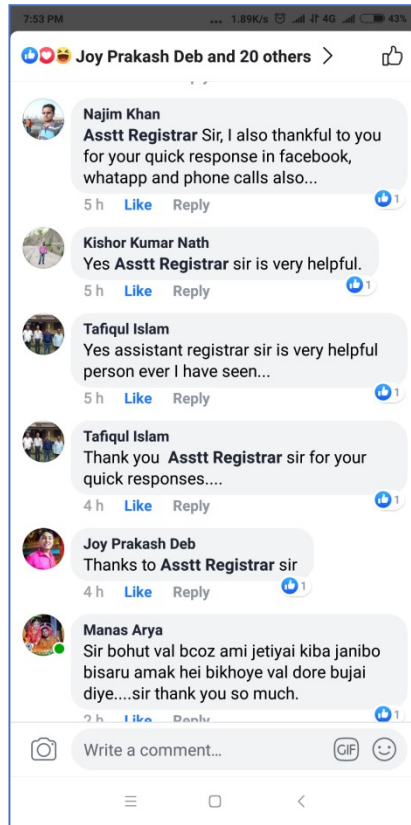 7:53 PM ... 1.89K/s 4G 43%
Joy Prakash Deb and 20 others >
Najim Khan
Asstt Registrar Sir, I also thankful to you
for your quick response in facebook,
whatapp and phone calls also...
5 h Like Reply 1
Kishor Kumar Nath
Yes Asstt Registrar sir is very helpful.
5 h Like Reply 1
Tafiqul Islam
Yes assistant registrar sir is very helpful
person ever I have seen...
5 h Like Reply 1
Tafiqul Islam
Thank you Asstt Registrar sir for your
quick responses....
4 h Like Reply 1
Joy Prakash Deb
Thanks to Asstt Registrar sir
4 h Like Reply 1
Manas Arya
Sir bohut val bcoz ami jetiyai kiba janibo
bisaru amak hei bikhoye val dore bujai
diye....sir thank you so much.
2 h Like Reply 1
Write a comment... GIF